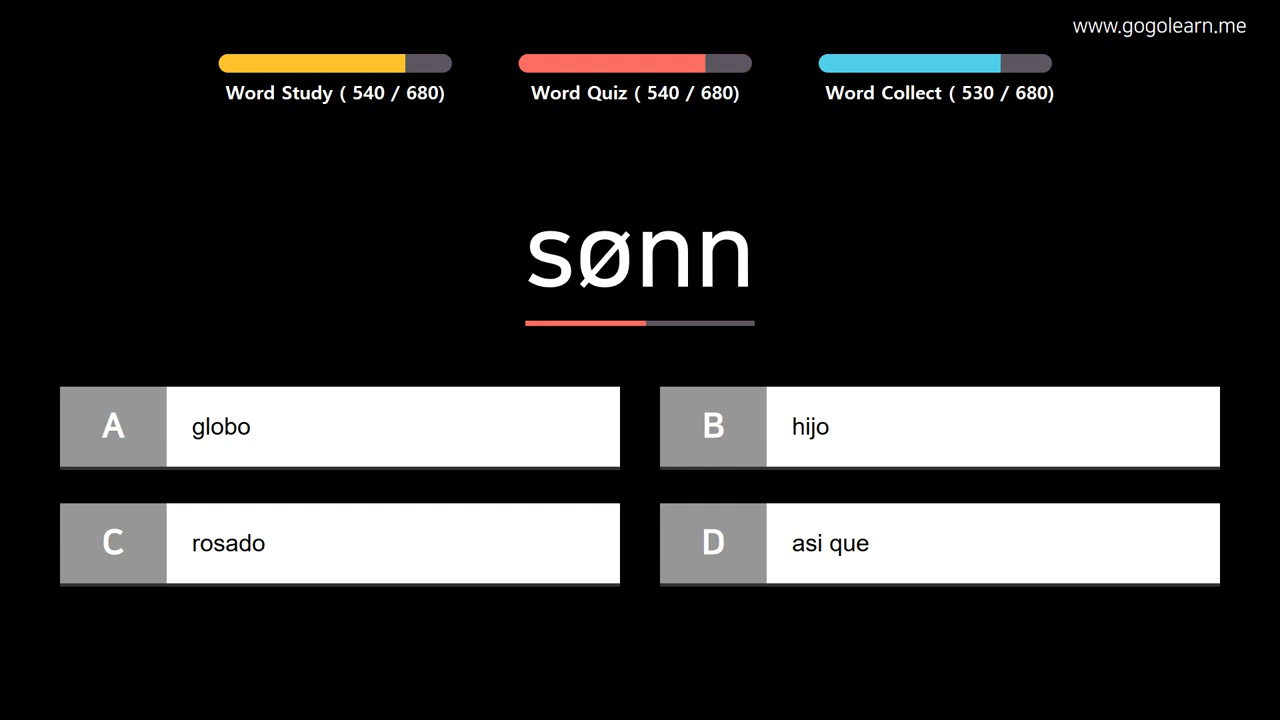 www.gogolearn.me
Word Study ( 540 / 680)
Word Quiz ( 540 / 680)
Word Collect ( 530 / 680)
sønn
A globo
B hijo
C rosado
D asi que